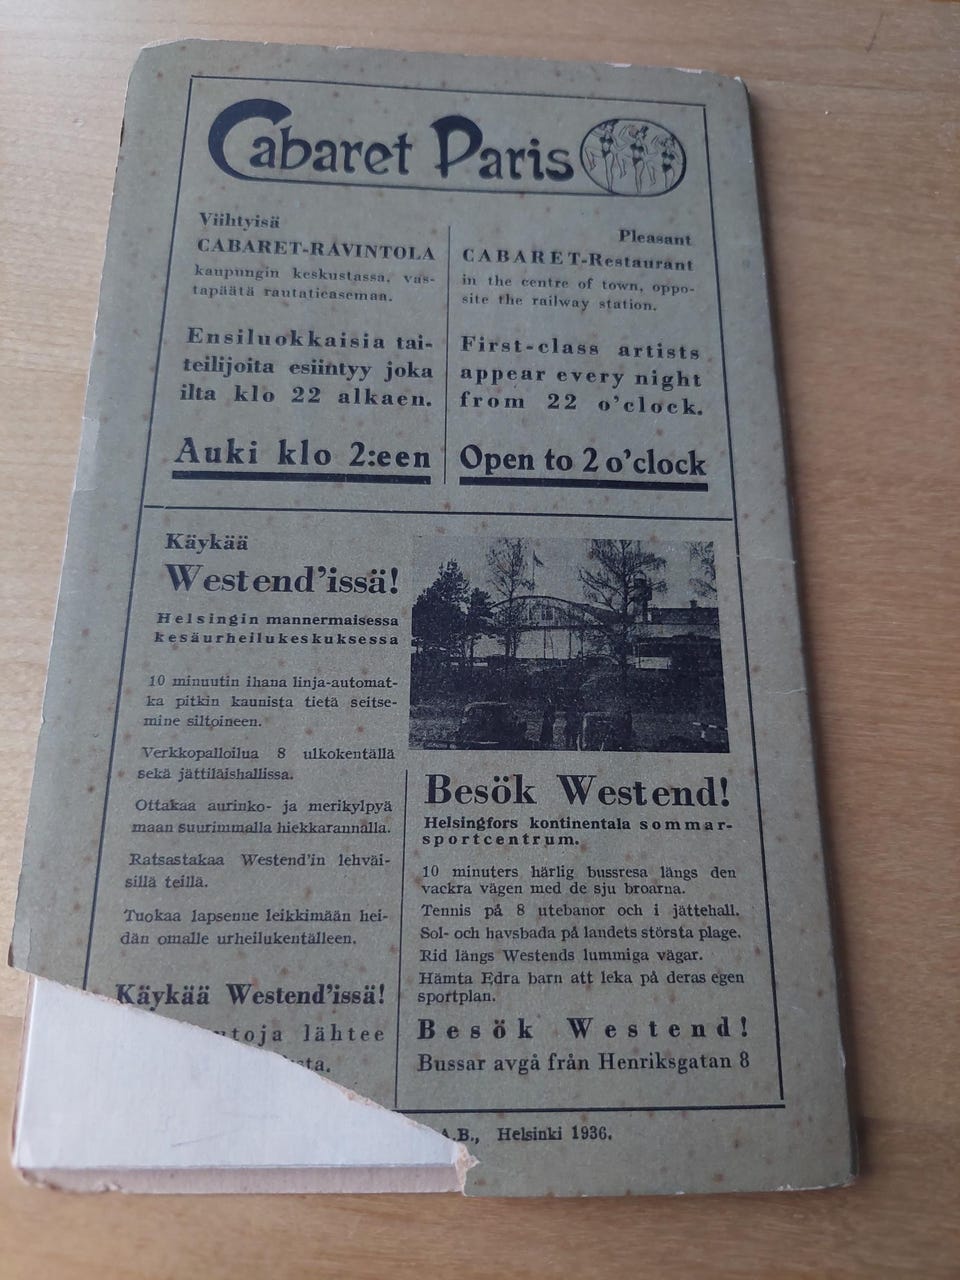 Cabaret Paris
Viihtyisä
CABARET-RAVINTOLA
kaupungin keskustassa, vas-
tapäätä rautatieaseman.
Ensiluokkaisia tai-
teilijoita esiintyy joka
ilta klo 22 alkaen.
Auki klo 2:een
Pleasant
CABARET-Restaurant
in the centre of town, oppo-
site the railway station.
First-class artists
appear every night
from 22 o'clock.
Open to 2 o'clock
Käykää
Westend'issä!
Helsingin mannermaisessa
kesäurheilukeskuksessa
10 minuutin ihana linja-automat-
ka pitkin kaunista tietä seitse-
mine siltoineen.
Verkkopalloilua 8 ulkokentällä
sekä jättiläishallissa.
Ottakaa aurinko- ja merikylpyä
maan suurimmalla hiekkarannalla.
Ratsastakaa Westend'in lehväi-
sillä teillä.
Tuokaa lapsenne leikkimään hei-
dän omalle urheilukentälleen.
Käykää Westend'issä!
utoja lähtee
sta.
Besök Westend!
Helsingfors kontinentala sommar-
sportcentrum.
10 minuters härlig bussresa längs den
vackra vägen med de sju broarna.
Tennis på 8 utebanor och i jättehall.
Sol- och havsbada på landets största plage.
Rid längs Westends lummiga vägar.
Hämta Edra barn att leka på deras egen
sportplan.
Besök Westend!
Bussar avgå från Henriksgatan 8
A.B., Helsinki 1936.